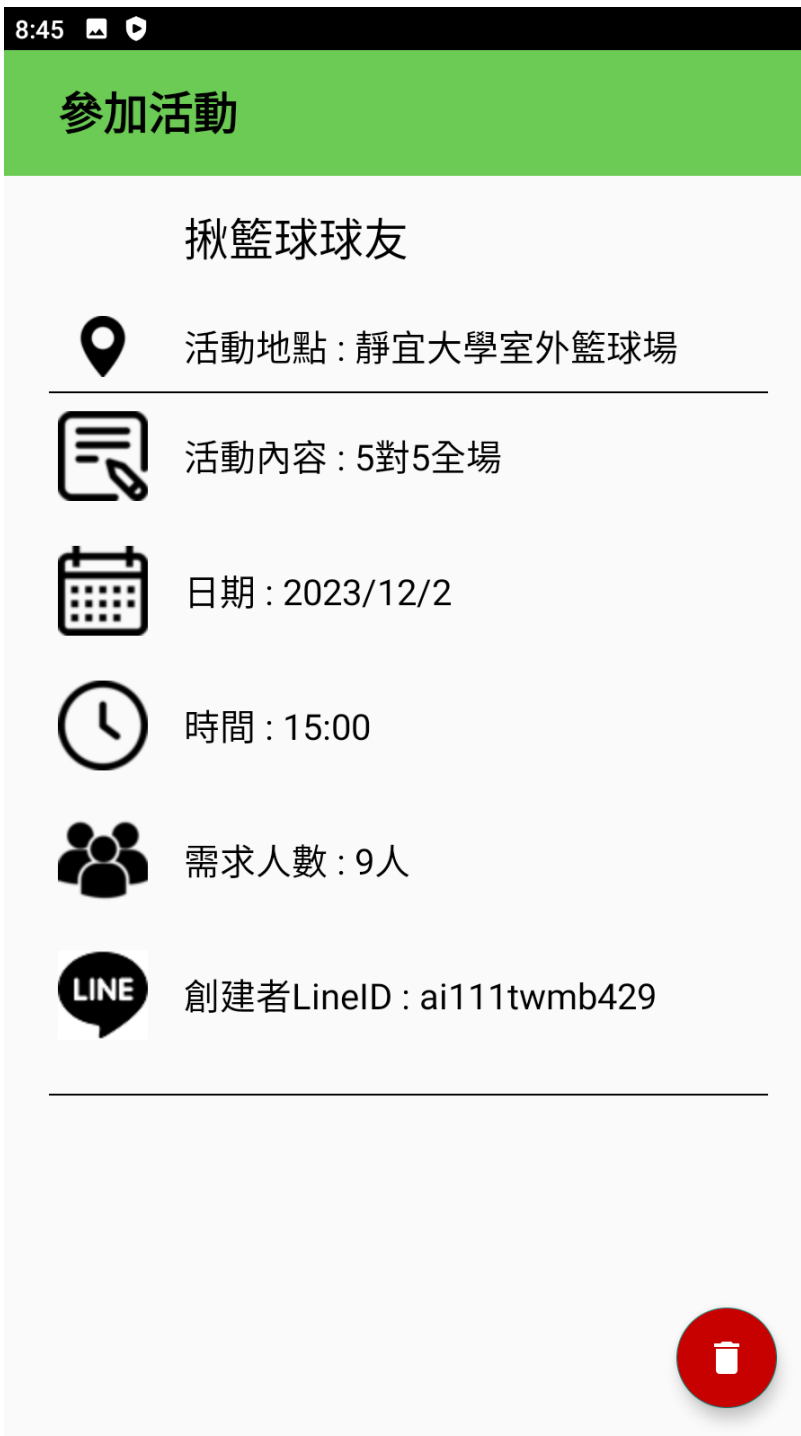 8:45
參加活動
揪籃球球友
活動地點 : 靜宜大學室外籃球場
活動內容 : 5對5全場
日期 : 2023/12/2
時間 : 15:00
需求人數 : 9人
LINE
創建者LineID : ai111twmb429